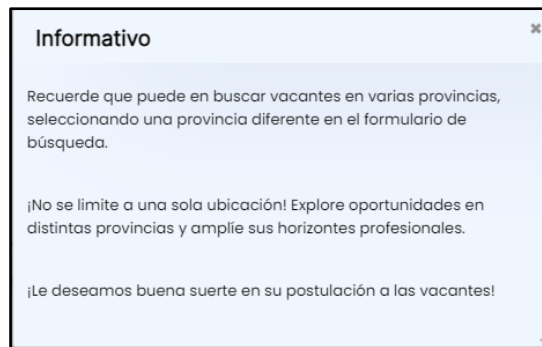 Informativo
Recuerde que puede en buscar vacantes en varias provincias,
seleccionando una provincia diferente en el formulario de
búsqueda.
¡No se limite a una sola ubicación! Explore oportunidades en
distintas provincias y amplíe sus horizontes profesionales.
¡Le deseamos buena suerte en su postulación a las vacantes!